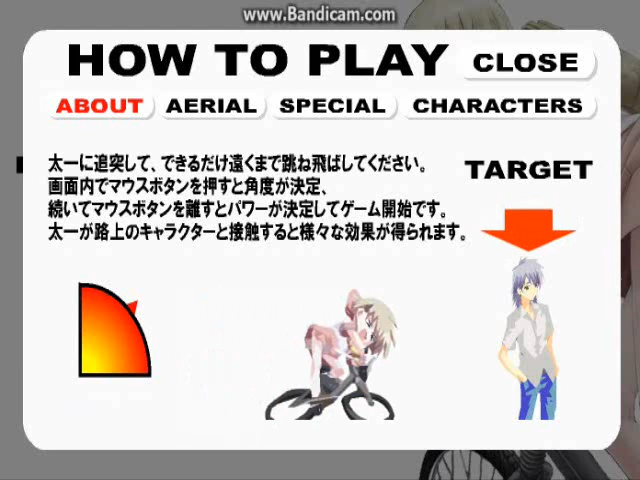 www.Bandicam.com
HOW TO PLAY
CLOSE
ABOUT
AERIAL
SPECIAL
CHARACTERS
太一に追突して、できるだけ遠くまで跳ね飛ばしてください。
画面内でマウスボタンを押すと角度が決定、
続いてマウスボタンを離すとパワーが決定してゲーム開始です。
太一が路上のキャラクターと接触すると様々な効果が得られます。
TARGET